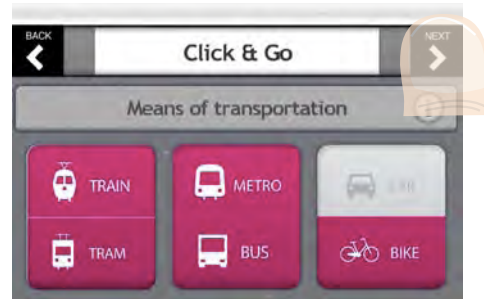 BACK
NEXT
Click & Go
Means of transportation
TRAIN
METRO
TRAM
BUS
BIKE